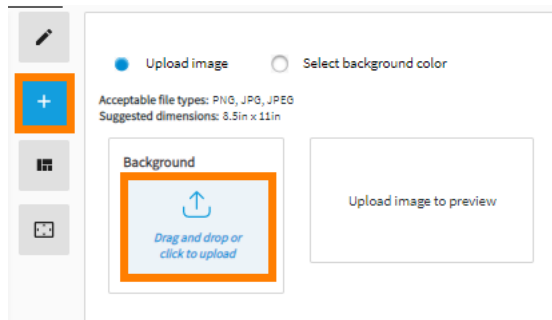 Upload image
Select background color
Acceptable file types: PNG, JPG, JPEG
Suggested dimensions: 8.5in x 11in
Background
Drag and drop or
click to upload
Upload image to preview